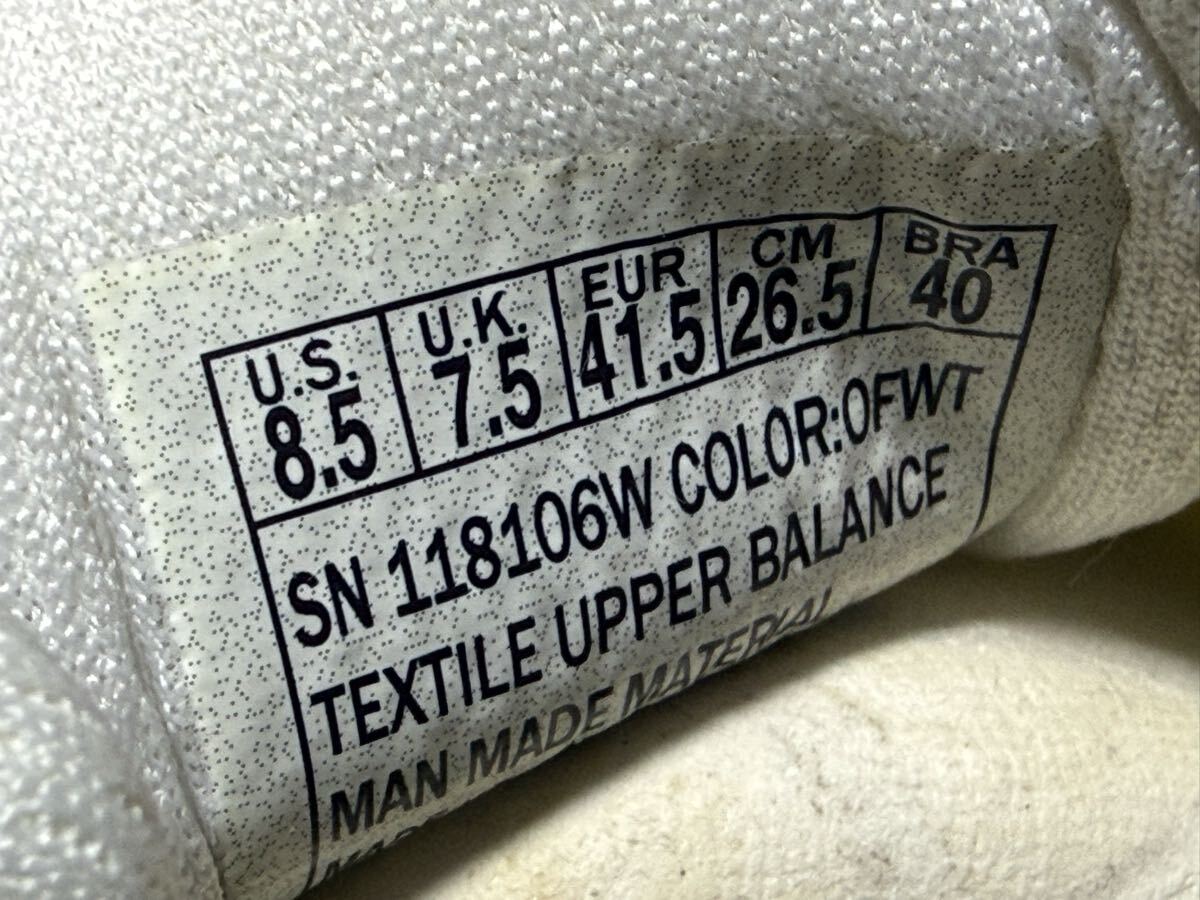 U.S. U.K. EUR CM BRA
8.5 7.5 41.5 26.5 40
SN 118106W COLOR:OFWT
TEXTILE UPPER BALANCE
MAN MADE MATERIAL